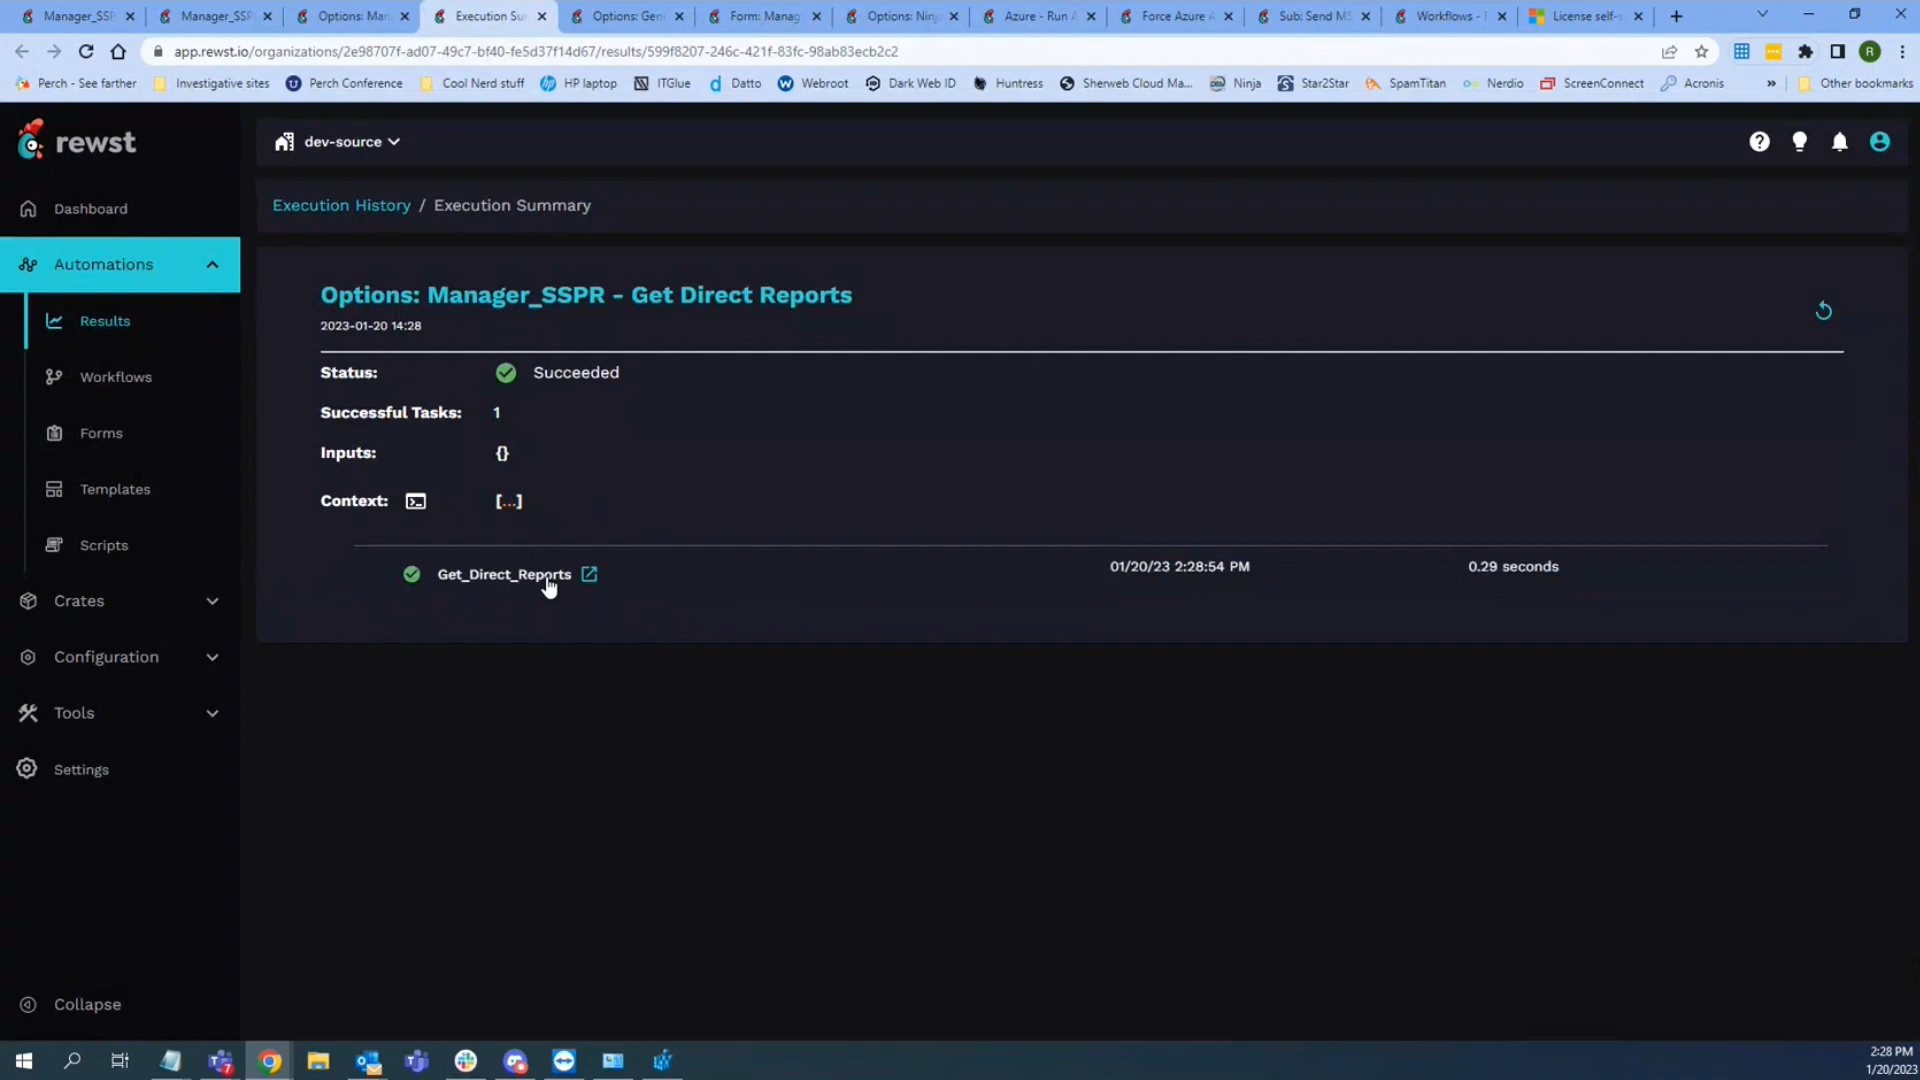 Manager_SSP
Manager_SSP
Options: Man
Execution Su
Options: Gen
Form: Manag
Options: Ninj
Azure - Run A
Force Azure A
Sub: Send MS
Workflows -
License self-
app.rewst.io/organizations/2e98707f-ad07-49c7-bf40-fe5d37f14d67/results/599f8207-246c-421f-83fc-98ab83ecb2c2
R
Perch - See farther
Investigative sites
Perch Conference
Cool Nerd stuff
HP laptop
ITGlue
Datto
Webroot
Dark Web ID
Huntress
Sherweb Cloud Ma...
Ninja
Star2Star
SpamTitan
Nerdio
ScreenConnect
Acronis
»
Other bookmarks
rewst
dev-source
Dashboard
Execution History / Execution Summary
Automations
Results
Workflows
Forms
Templates
Scripts
Crates
Configuration
Tools
Settings
Collapse
Options: Manager_SSPR - Get Direct Reports
2023-01-20 14:28
Status: Succeeded
Successful Tasks: 1
Inputs: {}
Context: [...]
Get_Direct_Reports 01/20/23 2:28:54 PM 0.29 seconds
7
2:28 PM
1/20/2023